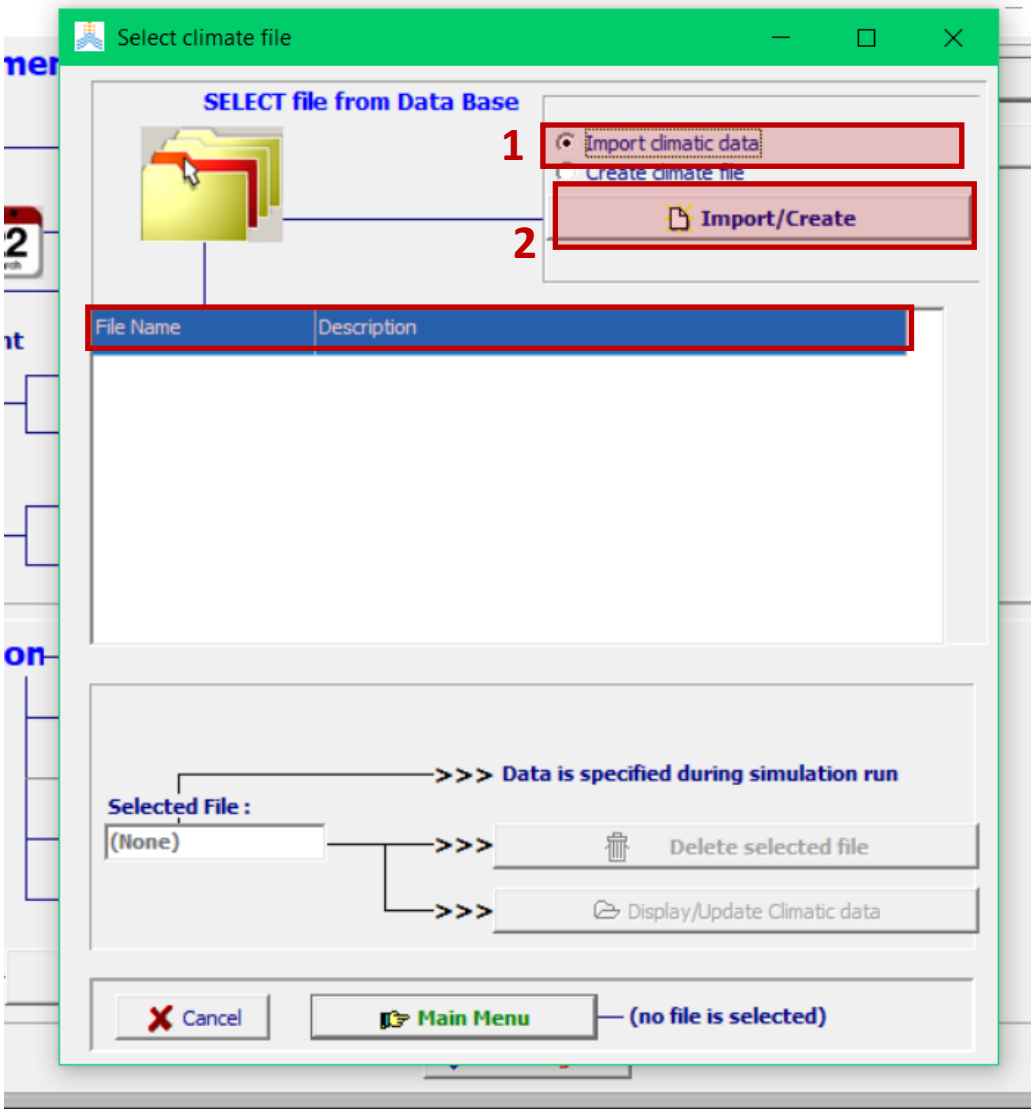 Select climate file
mer
SELECT file from Data Base
1
Import climatic data
Create climate file
2
Import/Create
nt
File Name Description
on
>>> Data is specified during simulation run
Selected File :
(None)
>>> Delete selected file
>>> Display/Update Climatic data
Cancel
Main Menu
(no file is selected)